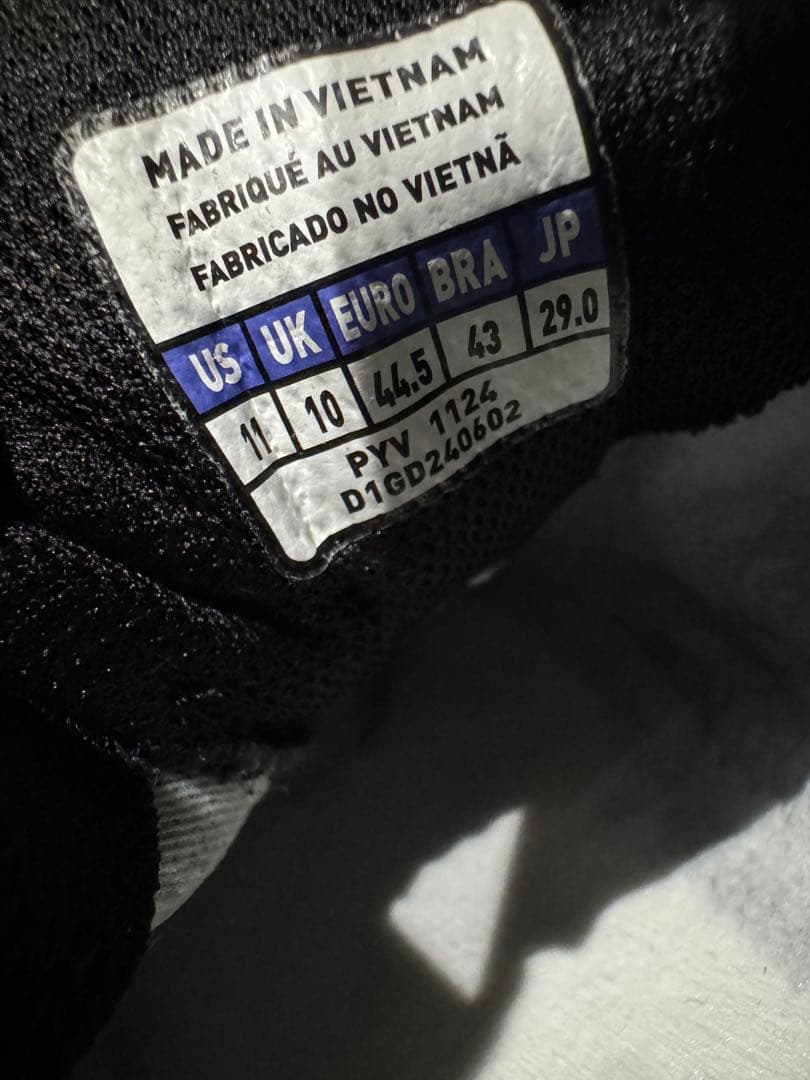 MADE IN VIETNAM
FABRIQUÉ AU VIETNAM
FABRICADO NO VIETNÃ
US UK EURO BRA JP
11 10 44.5 43 29.0
PYV 1124
D1GD240602